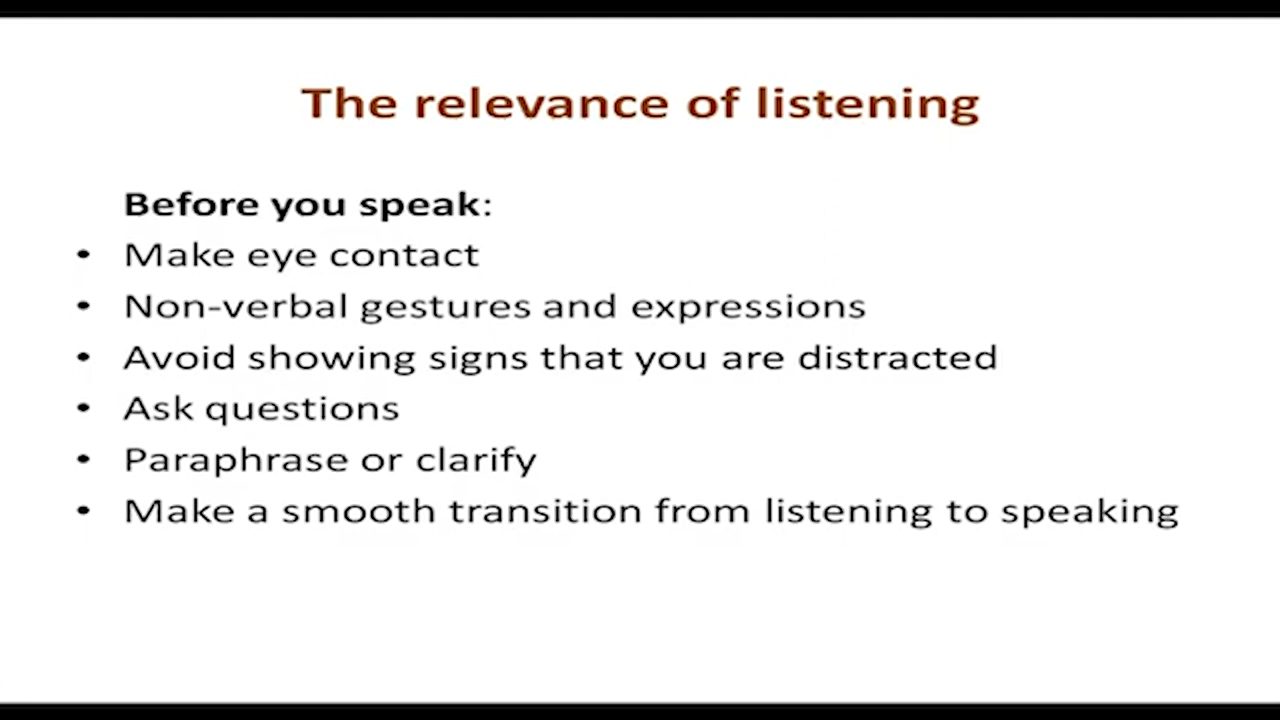 The relevance of listening
Before you speak:
• Make eye contact
• Non-verbal gestures and expressions
• Avoid showing signs that you are distracted
• Ask questions
• Paraphrase or clarify
• Make a smooth transition from listening to speaking